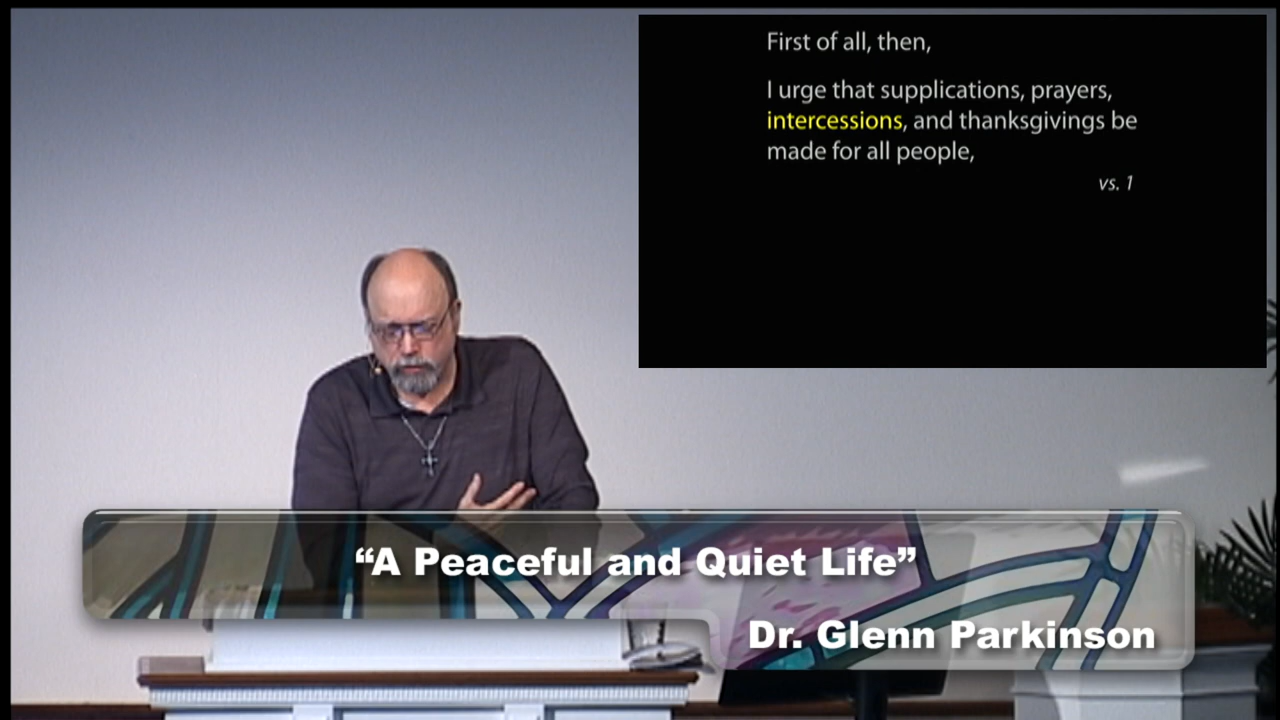 First of all, then,
I urge that supplications, prayers,
intercessions, and thanksgivings be
made for all people,
vs. 1
“A Peaceful and Quiet Life”
Dr. Glenn Parkinson